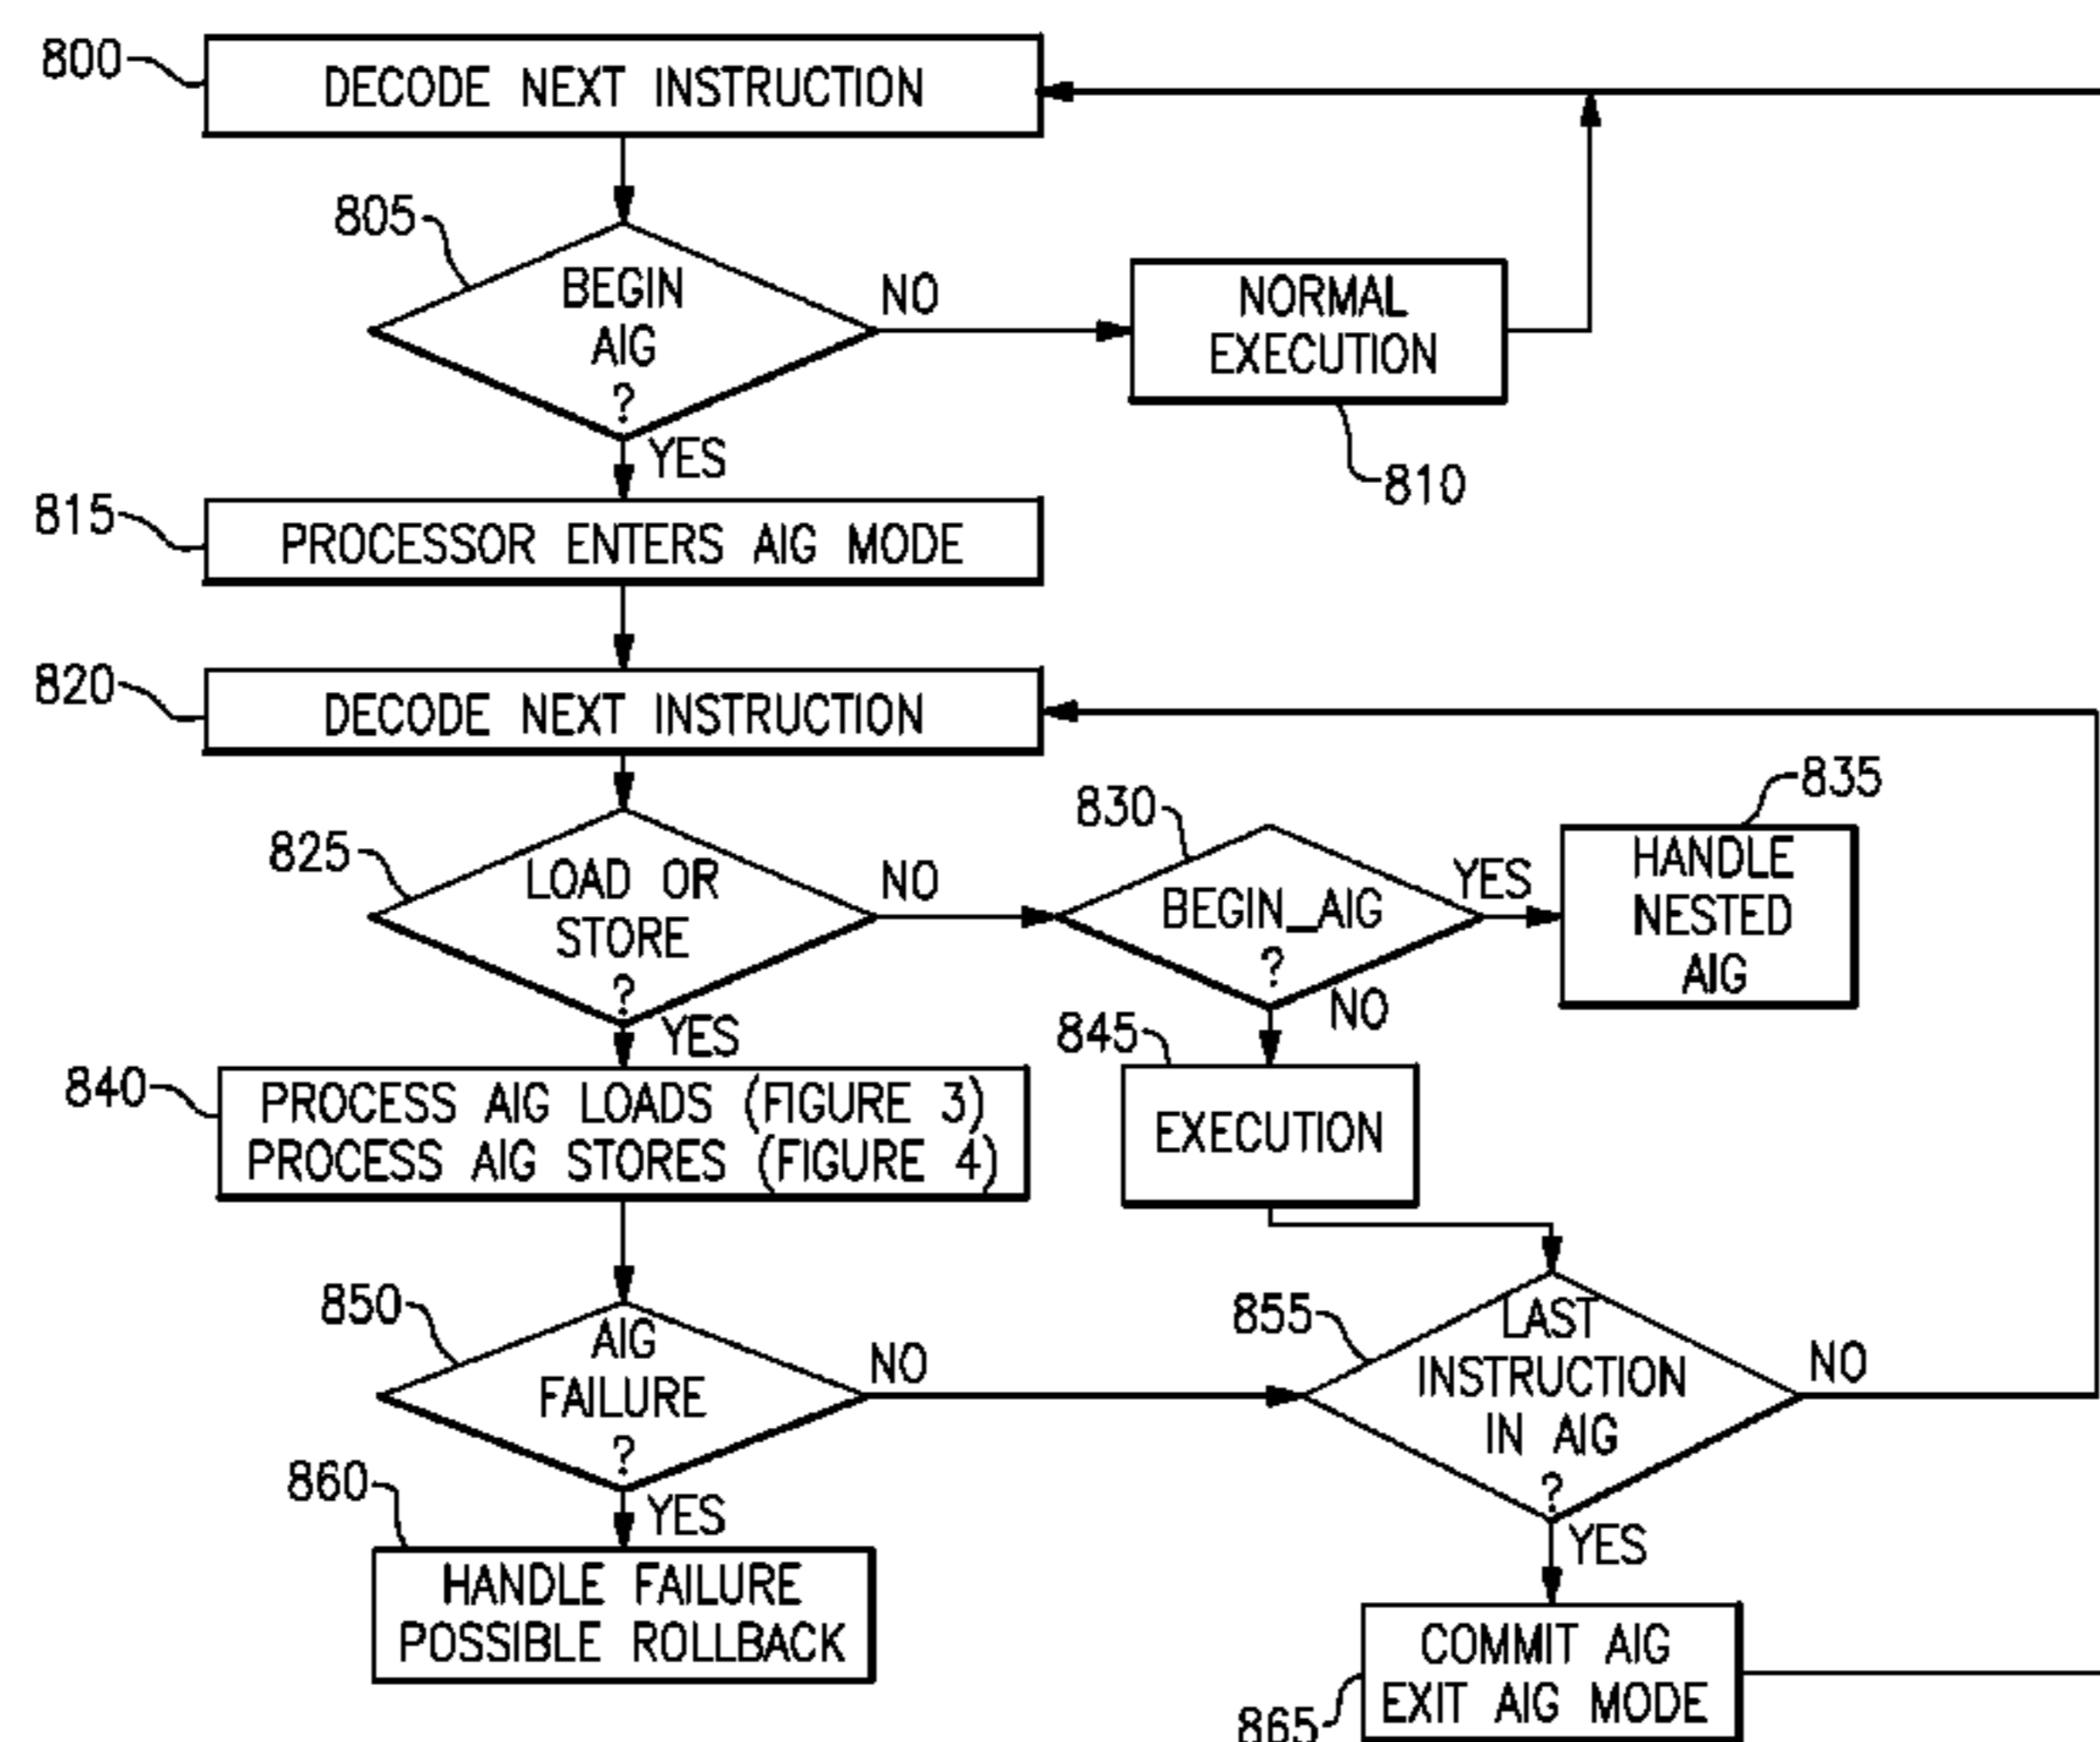 800
DECODE NEXT INSTRUCTION
805
BEGIN
AIG
?
NO
NORMAL
EXECUTION
810
YES
815
PROCESSOR ENTERS AIG MODE
820
DECODE NEXT INSTRUCTION
825
LOAD OR
STORE
?
NO
830
BEGIN_AIG
?
YES
835
HANDLE
NESTED
AIG
NO
YES
840
PROCESS AIG LOADS (FIGURE 3)
PROCESS AIG STORES (FIGURE 4)
845
EXECUTION
850
AIG
FAILURE
?
NO
855
LAST
INSTRUCTION
IN AIG
?
NO
YES
860
HANDLE FAILURE
POSSIBLE ROLLBACK
YES
COMMIT AIG
EXIT AIG MODE
865